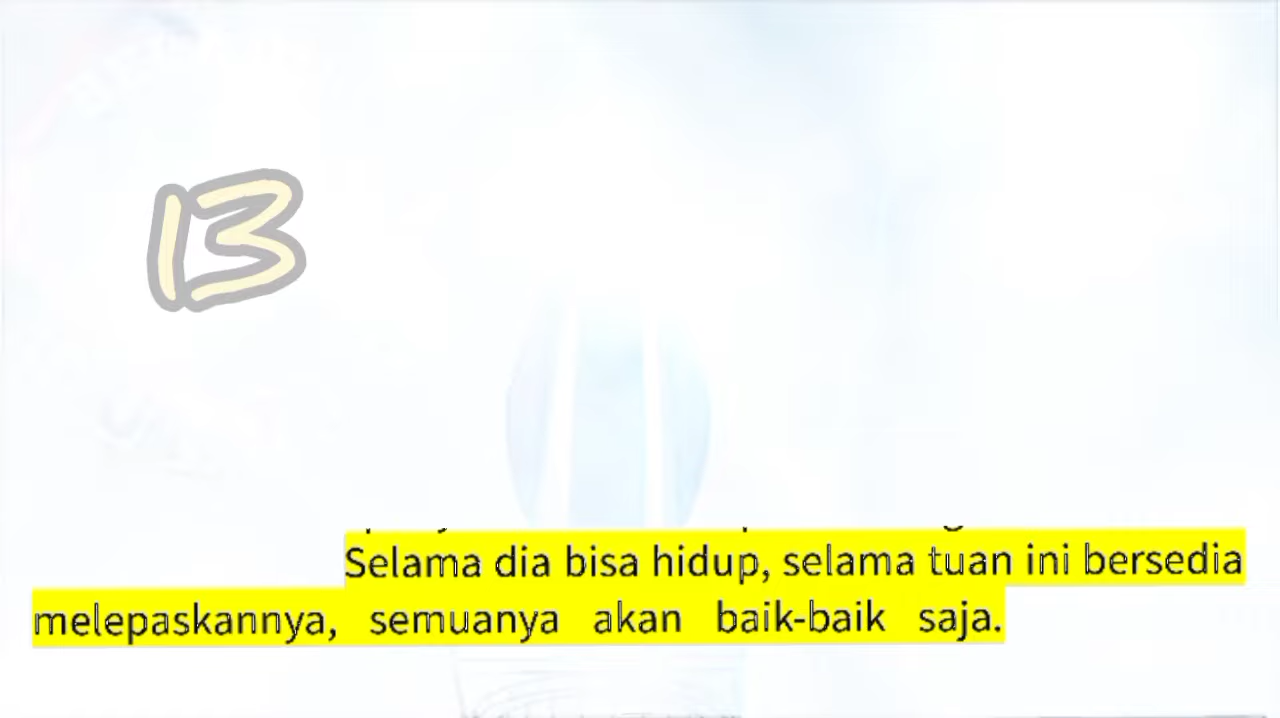 13
Selama dia bisa hidup, selama tuan ini bersedia
melepaskannya, semuanya akan baik-baik saja.